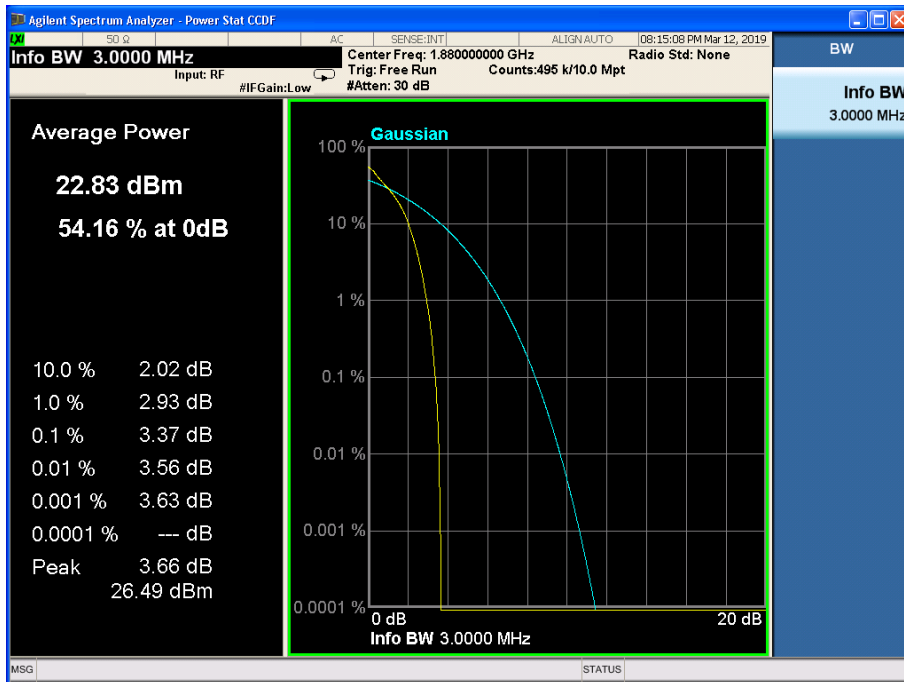 Agilent Spectrum Analyzer - Power Stat CCDF
LXI 50 Ω AC SENSE:INT ALIGN AUTO 08:15:08 PM Mar 12, 2019
Info BW 3.0000 MHz
Center Freq: 1.880000000 GHz Radio Std: None
Input: RF Trig: Free Run Counts:495 k/10.0 Mpt
#IFGain:Low #Atten: 30 dB
BW
Info BW
3.0000 MHz
Average Power
22.83 dBm
54.16 % at 0dB
10.0 % 2.02 dB
1.0 % 2.93 dB
0.1 % 3.37 dB
0.01 % 3.56 dB
0.001 % 3.63 dB
0.0001 % --- dB
Peak 3.66 dB
26.49 dBm
Gaussian
100 %
10 %
1 %
0.1 %
0.01 %
0.001 %
0.0001 %
0 dB 20 dB
Info BW 3.0000 MHz
MSG STATUS